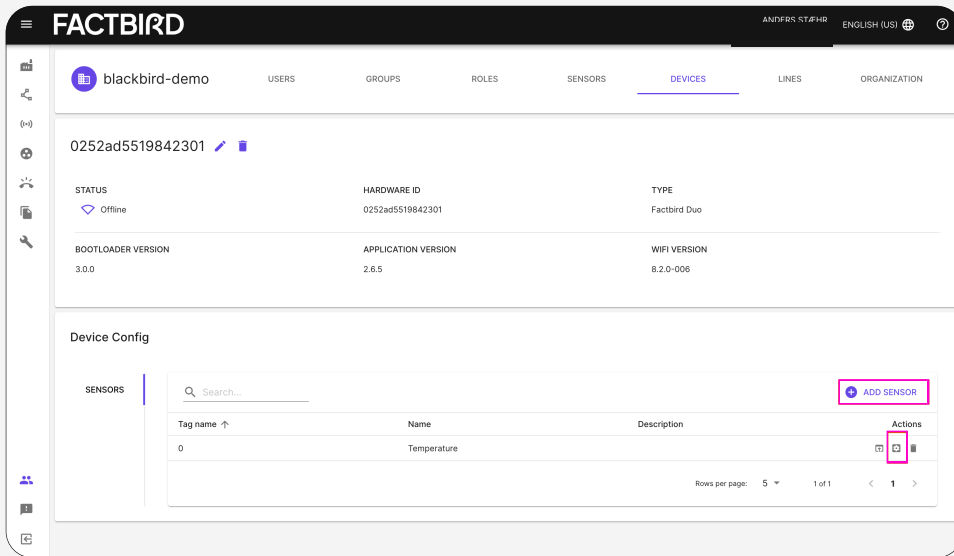 FACTBIRD
ANDERS STÆHR
ENGLISH (US)
blackbird-demo
USERS
GROUPS
ROLES
SENSORS
DEVICES
LINES
ORGANIZATION
0252ad5519842301
STATUS
HARDWARE ID
TYPE
Offline
0252ad5519842301
Factbird Duo
BOOTLOADER VERSION
APPLICATION VERSION
WIFI VERSION
3.0.0
2.6.5
8.2.0-006
Device Config
SENSORS
Search...
ADD SENSOR
Tag name
Name
Description
Actions
0
Temperature
Rows per page: 5
1 of 1
1